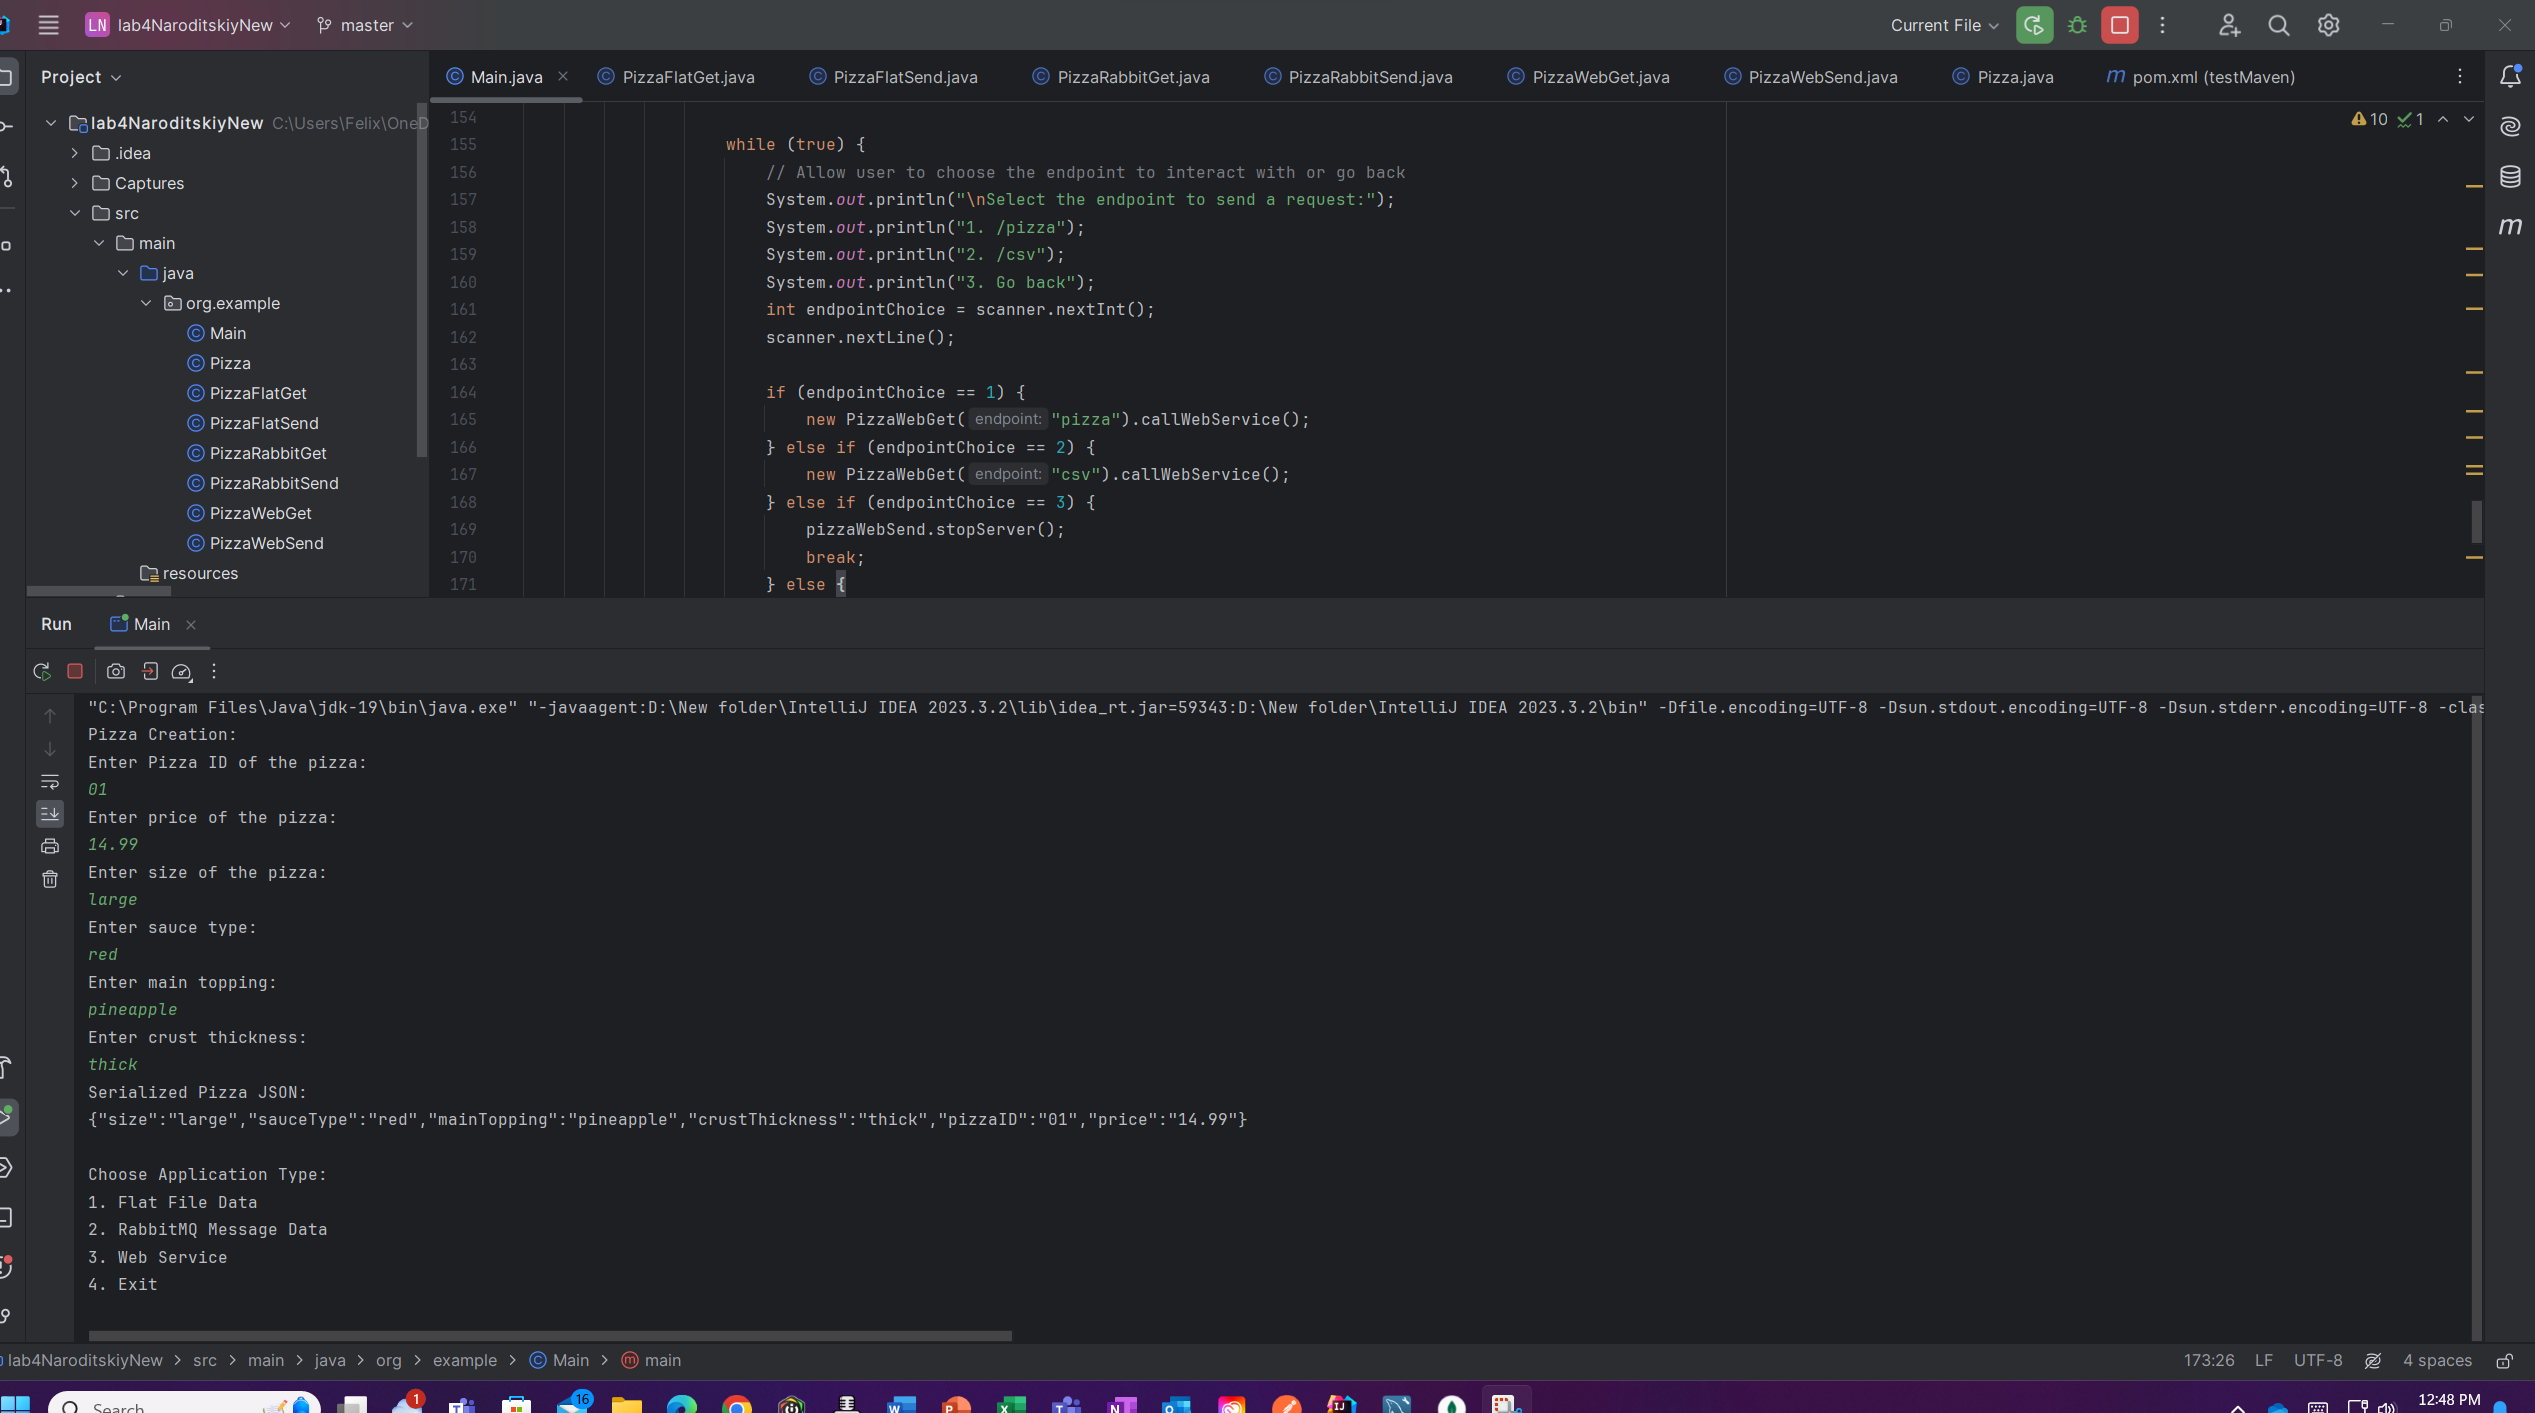 LN lab4NaroditskiyNew master Current File
Project
Main.java PizzaFlatGet.java PizzaFlatSend.java PizzaRabbitGet.java PizzaRabbitSend.java PizzaWebGet.java PizzaWebSend.java Pizza.java m pom.xml (testMaven)
lab4NaroditskiyNew C:\Users\Felix\OneD
.idea
Captures
src
main
java
org.example
Main
Pizza
PizzaFlatGet
PizzaFlatSend
PizzaRabbitGet
PizzaRabbitSend
PizzaWebGet
PizzaWebSend
resources
10 1
154
155 while (true) {
156 // Allow user to choose the endpoint to interact with or go back
157 System.out.println("\nSelect the endpoint to send a request:");
158 System.out.println("1. /pizza");
159 System.out.println("2. /csv");
160 System.out.println("3. Go back");
161 int endpointChoice = scanner.nextInt();
162 scanner.nextLine();
163
164 if (endpointChoice == 1) {
165 new PizzaWebGet( endpoint: "pizza").callWebService();
166 } else if (endpointChoice == 2) {
167 new PizzaWebGet( endpoint: "csv").callWebService();
168 } else if (endpointChoice == 3) {
169 pizzaWebSend.stopServer();
170 break;
171 } else {
Run Main
"C:\Program Files\Java\jdk-19\bin\java.exe" "-javaagent:D:\New folder\IntelliJ IDEA 2023.3.2\lib\idea_rt.jar=59343:D:\New folder\IntelliJ IDEA 2023.3.2\bin" -Dfile.encoding=UTF-8 -Dsun.stdout.encoding=UTF-8 -Dsun.stderr.encoding=UTF-8 -clas
Pizza Creation:
Enter Pizza ID of the pizza:
01
Enter price of the pizza:
14.99
Enter size of the pizza:
large
Enter sauce type:
red
Enter main topping:
pineapple
Enter crust thickness:
thick
Serialized Pizza JSON:
{"size":"large","sauceType":"red","mainTopping":"pineapple","crustThickness":"thick","pizzaID":"01","price":"14.99"}
Choose Application Type:
1. Flat File Data
2. RabbitMQ Message Data
3. Web Service
4. Exit
lab4NaroditskiyNew > src > main > java > org > example > Main > main 173:26 LF UTF-8 4 spaces
Search 1 16 12:48 PM